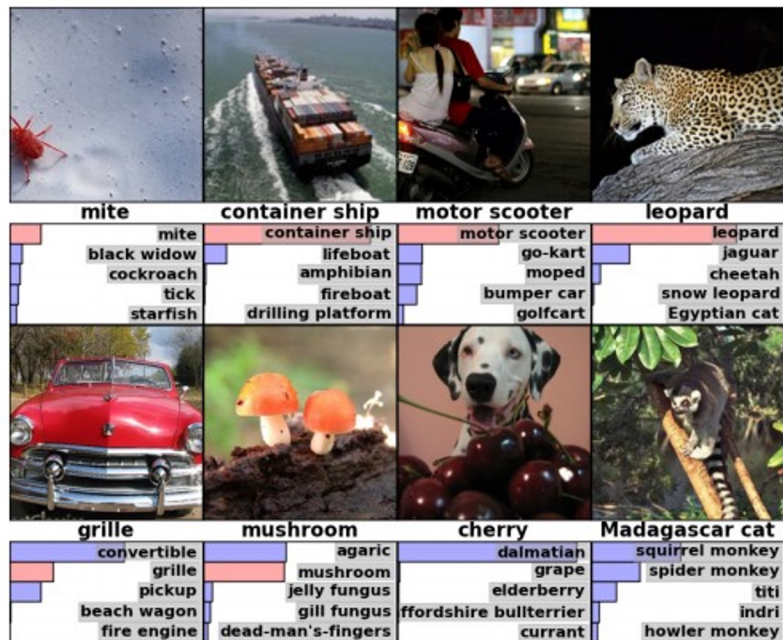 mite
container ship
motor scooter
leopard
mite
black widow
cockroach
tick
starfish
container ship
lifeboat
amphibian
fireboat
drilling platform
motor scooter
go-kart
moped
bumper car
golfcart
leopard
jaguar
cheetah
snow leopard
Egyptian cat
grille
mushroom
cherry
Madagascar cat
convertible
grille
pickup
beach wagon
fire engine
agaric
mushroom
jelly fungus
gill fungus
dead-man's-fingers
dalmatian
grape
elderberry
ffordshire bullterrier
currant
squirrel monkey
spider monkey
titi
indri
howler monkey